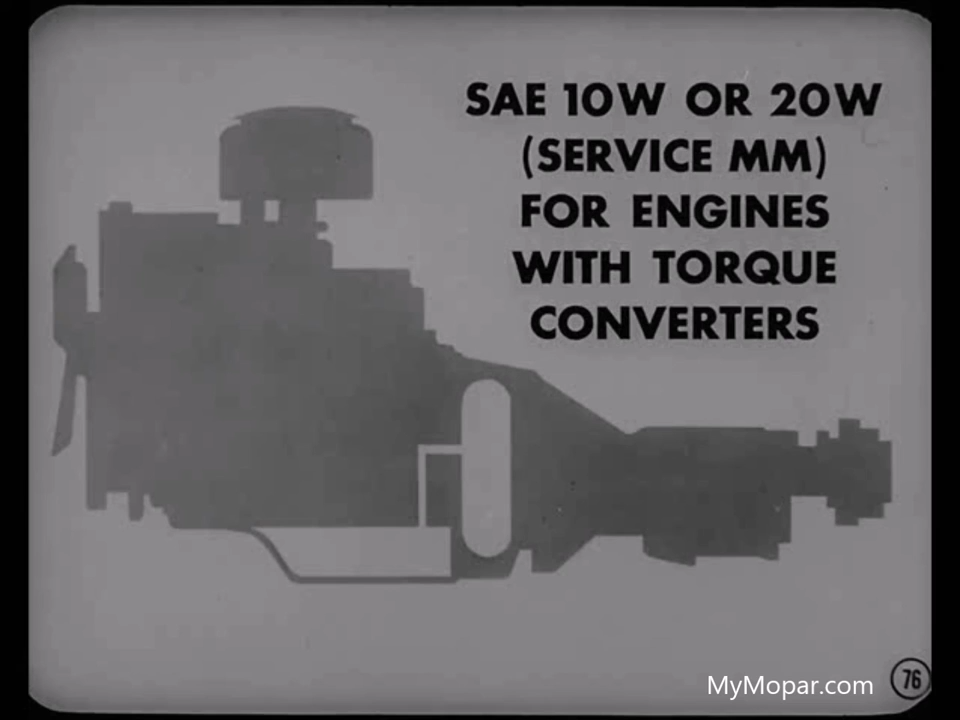 SAE 10W OR 20W
(SERVICE MM)
FOR ENGINES
WITH TORQUE
CONVERTERS
MyMopar.com
76